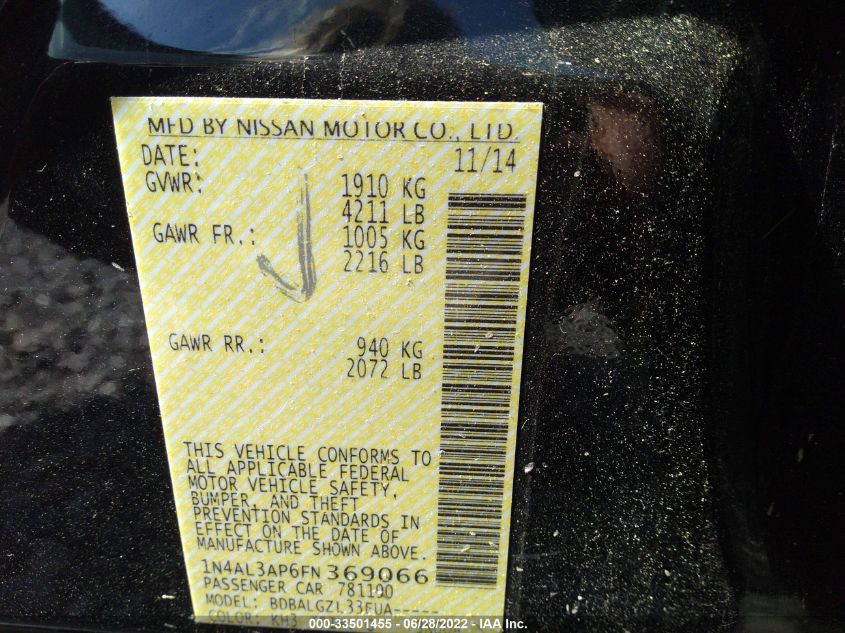 MFD BY NISSAN MOTOR CO., LTD.
DATE: 11/14
GVWR: 1910 KG
4211 LB
GAWR FR.: 1005 KG
2216 LB
GAWR RR.: 940 KG
2072 LB
THIS VEHICLE CONFORMS TO
ALL APPLICABLE FEDERAL
MOTOR VEHICLE SAFETY,
BUMPER, AND THEFT
PREVENTION STANDARDS IN
EFFECT ON THE DATE OF
MANUFACTURE SHOWN ABOVE.
1N4AL3AP6FN369066
PASSENGER CAR 781100
MODEL: BDBALGZL33EUA-----
COLOR: KH3
000-33501455 - 06/28/2022 - © IAA Inc.